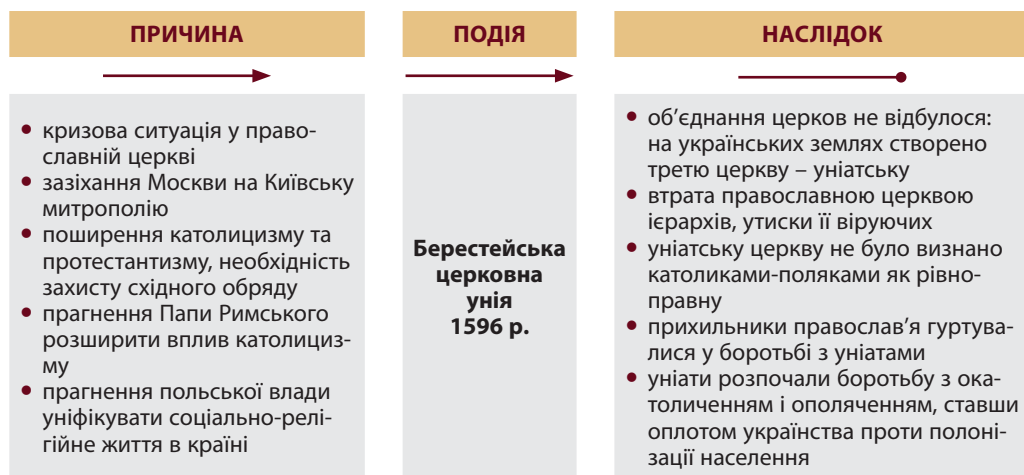 ПРИЧИНА
• кризова ситуація у право-
славній церкві
• зазіхання Москви на Київську
митрополію
• поширення католицизму та
протестантизму, необхідність
захисту східного обряду
• прагнення Папи Римського
розширити вплив католициз-
му
• прагнення польської влади
уніфікувати соціально-релі-
гійне життя в країні
ПОДІЯ
Берестейська
церковна
унія
1596 р.
НАСЛІДОК
• об’єднання церков не відбулося:
на українських землях створено
третю церкву – уніатську
• втрата православною церквою
ієрархів, утиски її віруючих
• уніатську церкву не було визнано
католиками-поляками як рівно-
правну
• прихильники православ’я гуртува-
лися у боротьбі з уніатами
• уніати розпочали боротьбу з ока-
толиченням і ополяченням, ставши
оплотом українства проти полоні-
зації населення